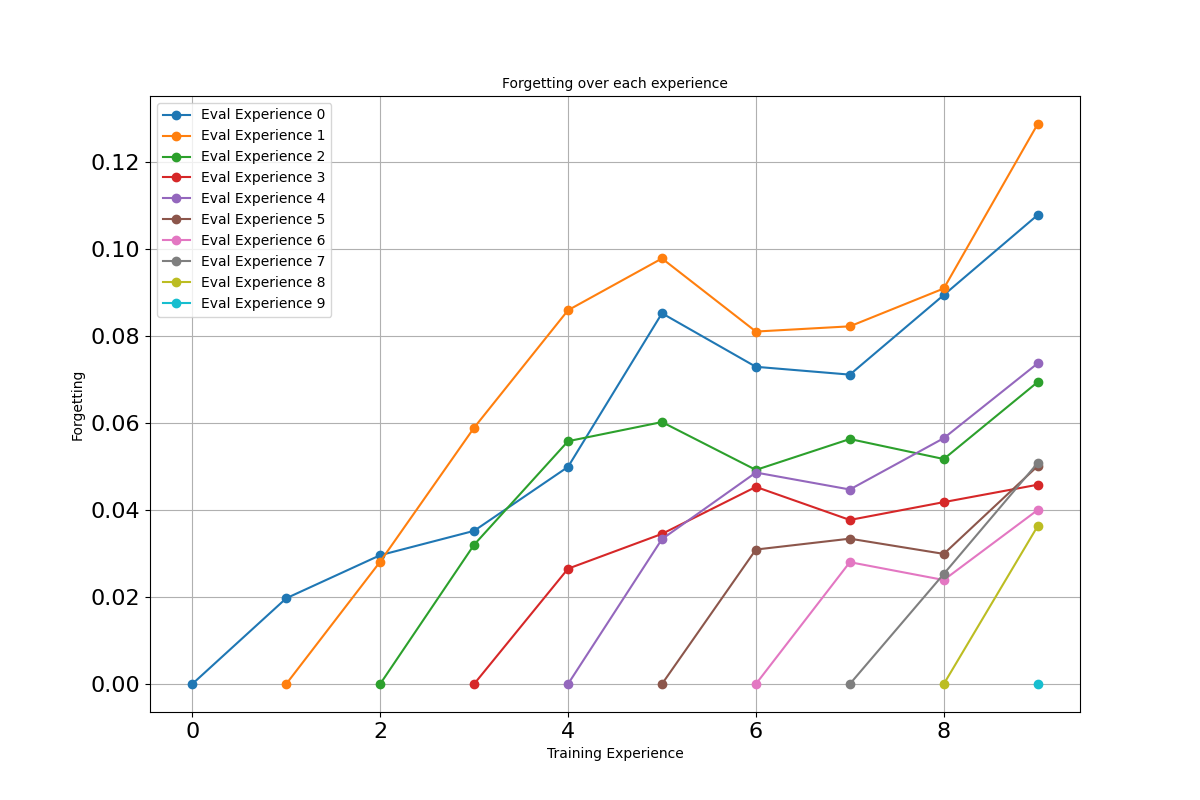 Forgetting over each experience
Eval Experience 0
Eval Experience 1
Eval Experience 2
Eval Experience 3
Eval Experience 4
Eval Experience 5
Eval Experience 6
Eval Experience 7
Eval Experience 8
Eval Experience 9
0.12
0.10
0.08
0.06
0.04
0.02
0.00
Forgetting
0 2 4 6 8
Training Experience